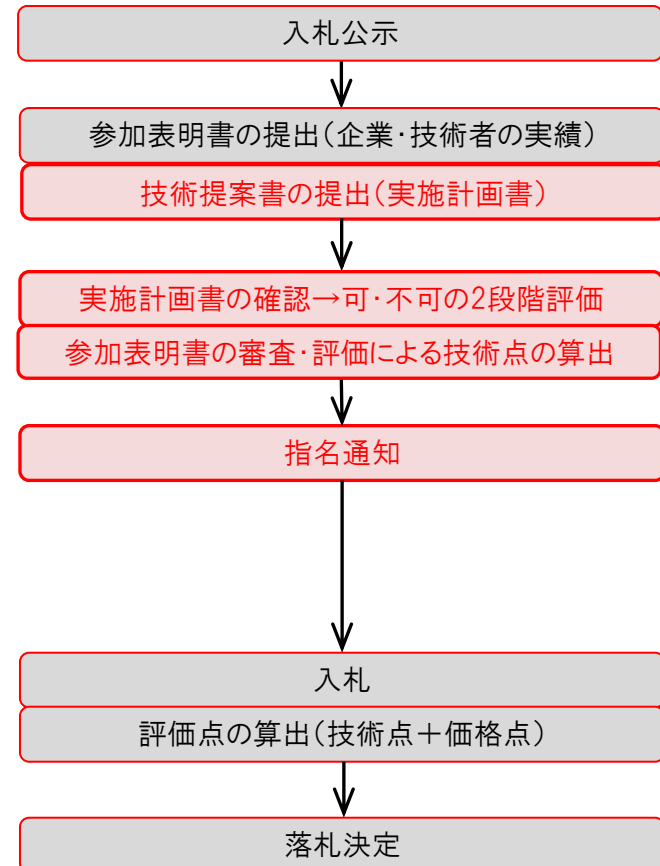 入札公示
参加表明書の提出（企業・技術者の実績）
技術提案書の提出（実施計画書）
実施計画書の確認→可・不可の2段階評価
参加表明書の審査・評価による技術点の算出
指名通知
入札
評価点の算出（技術点＋価格点）
落札決定